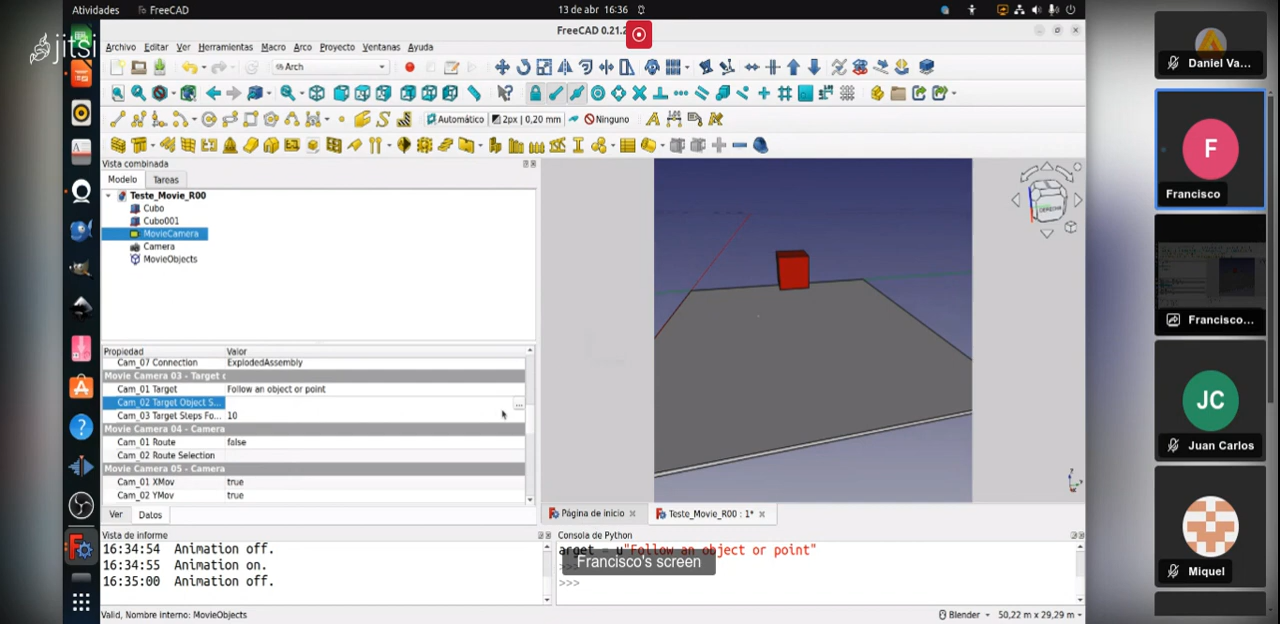 Atividades
FreeCAD
13 de abr 16:36
jitsi
FreeCAD 0.21.2
Archivo Editar Ver Herramientas Macro Arco Proyecto Ventanas Ayuda
Arch
Automático
2px | 0,20 mm
Ninguno
Vista combinada
Modelo Tareas
Teste_Movie_R00
Cubo
Cubo001
MovieCamera
Camera
MovieObjects
Propiedad Valor
Cam_07 Connection ExplodedAssembly
Movie Camera 03 - Target c
Cam_01 Target Follow an object or point
Cam_02 Target Object S...
Cam_03 Target Steps Fo... 10
Movie Camera 04 - Camera
Cam_01 Route false
Cam_02 Route Selection
Movie Camera 05 - Camera
Cam_01 XMov true
Cam_02 YMov true
Ver Datos
DERECHA
Página de inicio
Teste_Movie_R00 : 1*
Vista de informe
16:34:54 Animation off.
16:34:55 Animation on.
16:35:00 Animation off.
Consola de Python
arget = u"Follow an object or point"
>>>
>>>
Francisco's screen
Valid, Nombre interno: MovieObjects
Blender
50,22 m x 29,29 m
Daniel Va...
F
Francisco
Francisco...
JC
Juan Carlos
Miquel